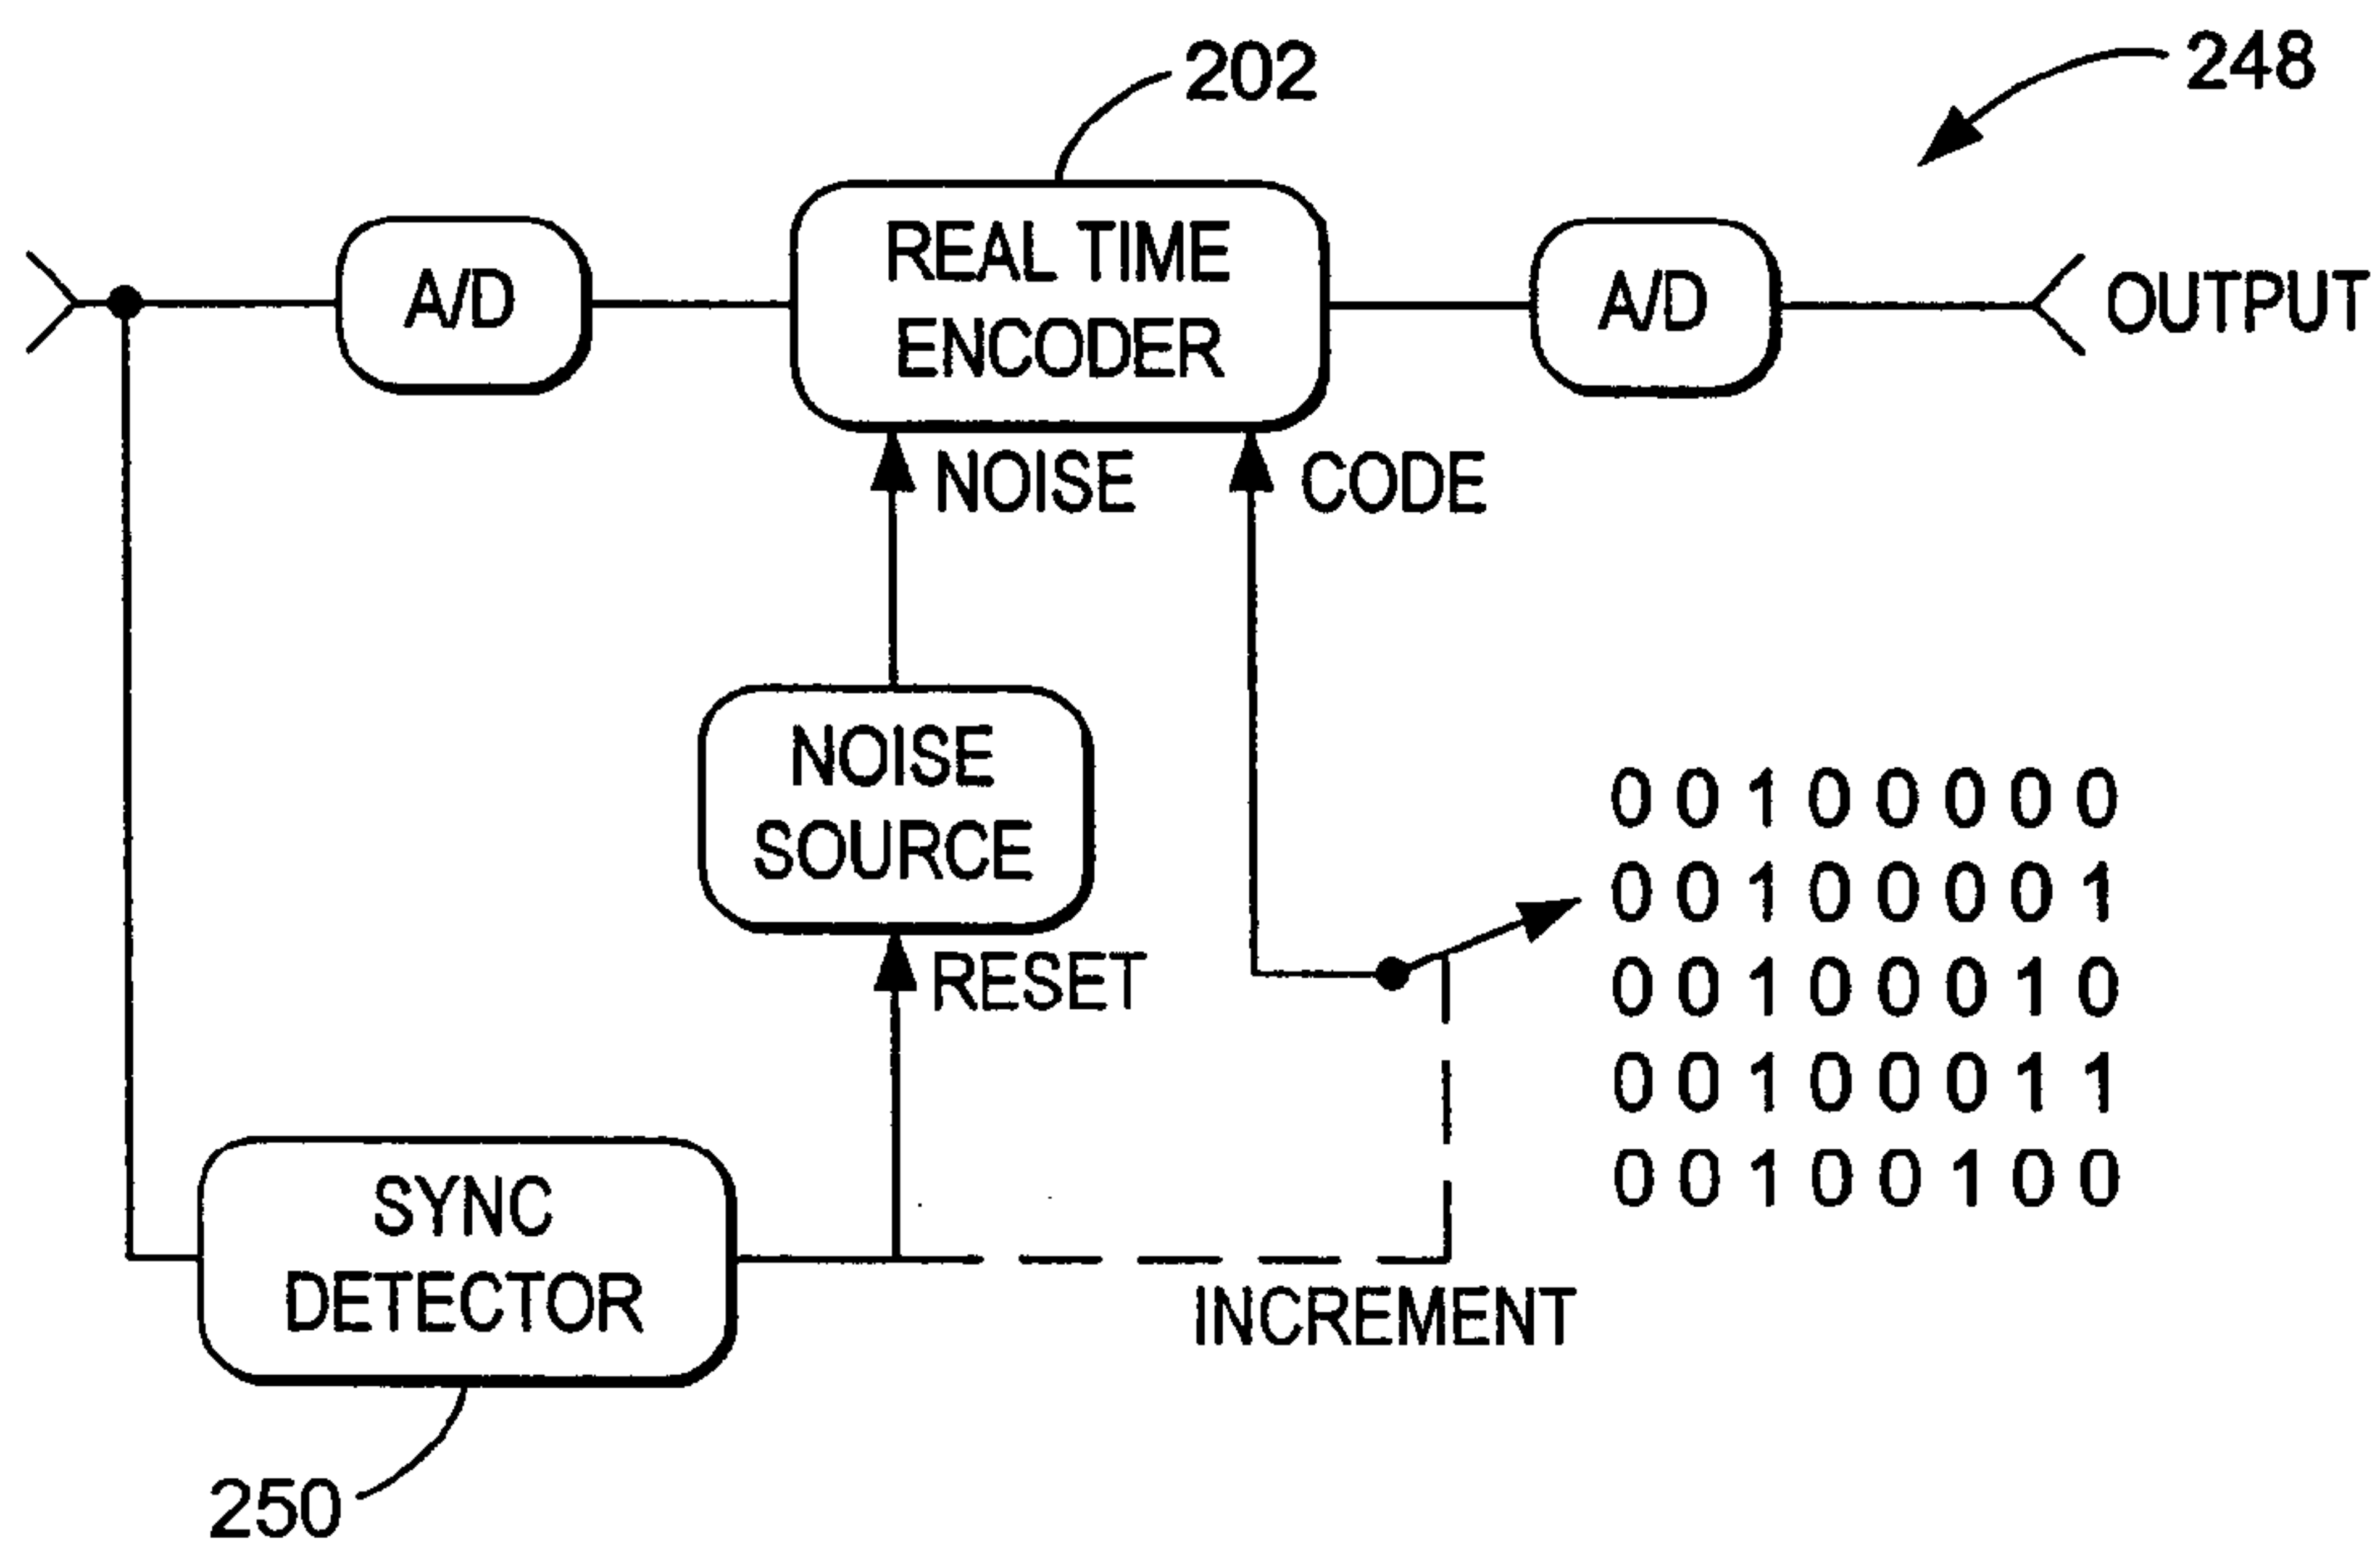 202
248
A/D
REAL TIME
ENCODER
A/D
OUTPUT
NOISE
CODE
NOISE
SOURCE
RESET
0 0 1 0 0 0 0 0
0 0 1 0 0 0 0 1
0 0 1 0 0 0 1 0
0 0 1 0 0 0 1 1
0 0 1 0 0 1 0 0
SYNC
DETECTOR
INCREMENT
250